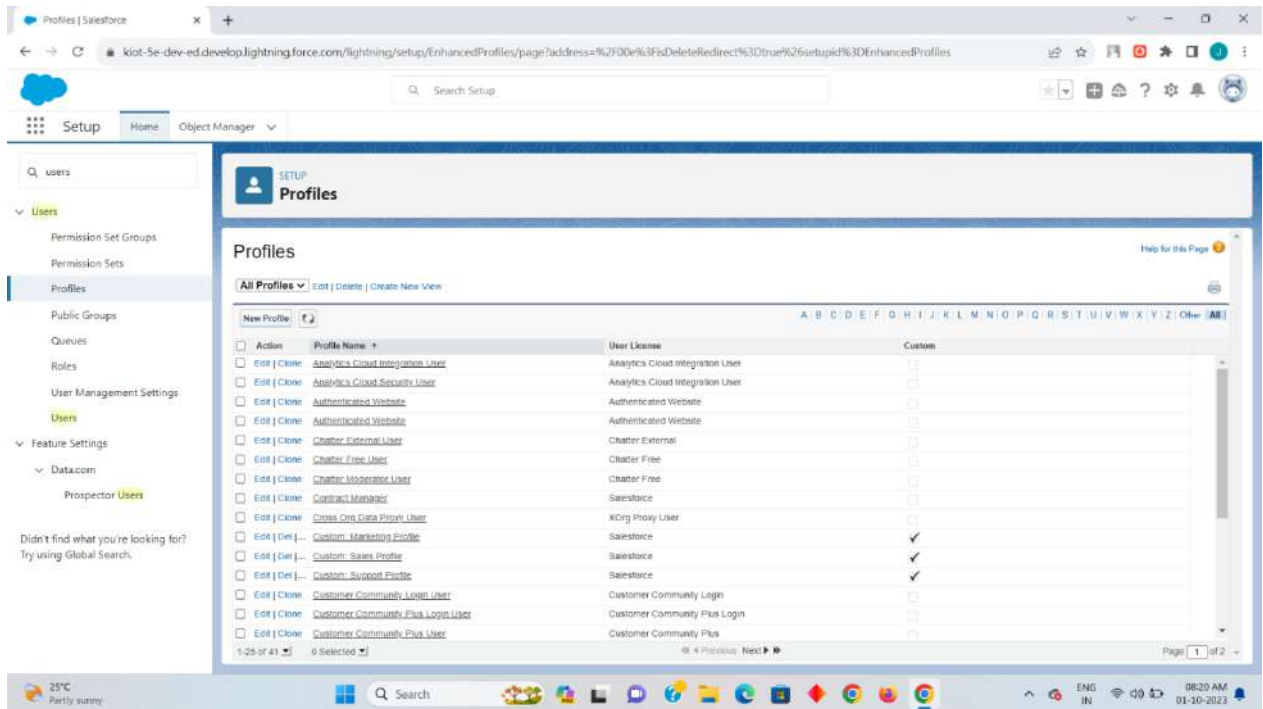 Profiles | Salesforce
kiot-5e-dev-ed.develop.lightning.force.com/lightning/setup/EnhancedProfiles/page?address=%2F00e%3FisDeleteRedirect%3Dtrue%26setupid%3DEnhancedProfiles
J
Search Setup
Setup Home Object Manager
users
Users
Permission Set Groups
Permission Sets
Profiles
Public Groups
Queues
Roles
User Management Settings
Users
Feature Settings
Data.com
Prospector Users
Didn't find what you're looking for?
Try using Global Search.
SETUP
Profiles
Profiles
Help for this Page
All Profiles Edit | Delete | Create New View
New Profile
A | B | C | D | E | F | G | H | I | J | K | L | M | N | O | P | Q | R | S | T | U | V | W | X | Y | Z | Other | All
Action Profile Name User License Custom
Edit | Clone Analytics Cloud Integration User Analytics Cloud Integration User
Edit | Clone Analytics Cloud Security User Analytics Cloud Integration User
Edit | Clone Authenticated Website Authenticated Website
Edit | Clone Authenticated Website Authenticated Website
Edit | Clone Chatter External User Chatter External
Edit | Clone Chatter Free User Chatter Free
Edit | Clone Chatter Moderator User Chatter Free
Edit | Clone Contract Manager Salesforce
Edit | Clone Cross Org Data Proxy User XOrg Proxy User
Edit | Del |... Custom: Marketing Profile Salesforce ✓
Edit | Del |... Custom: Sales Profile Salesforce ✓
Edit | Del |... Custom: Support Profile Salesforce ✓
Edit | Clone Customer Community Login User Customer Community Login
Edit | Clone Customer Community Plus Login User Customer Community Plus Login
Edit | Clone Customer Community Plus User Customer Community Plus
1-25 of 41 0 Selected Previous Next Page 1 of 2
25°C
Partly sunny
Search
ENG
IN
08:20 AM
01-10-2023